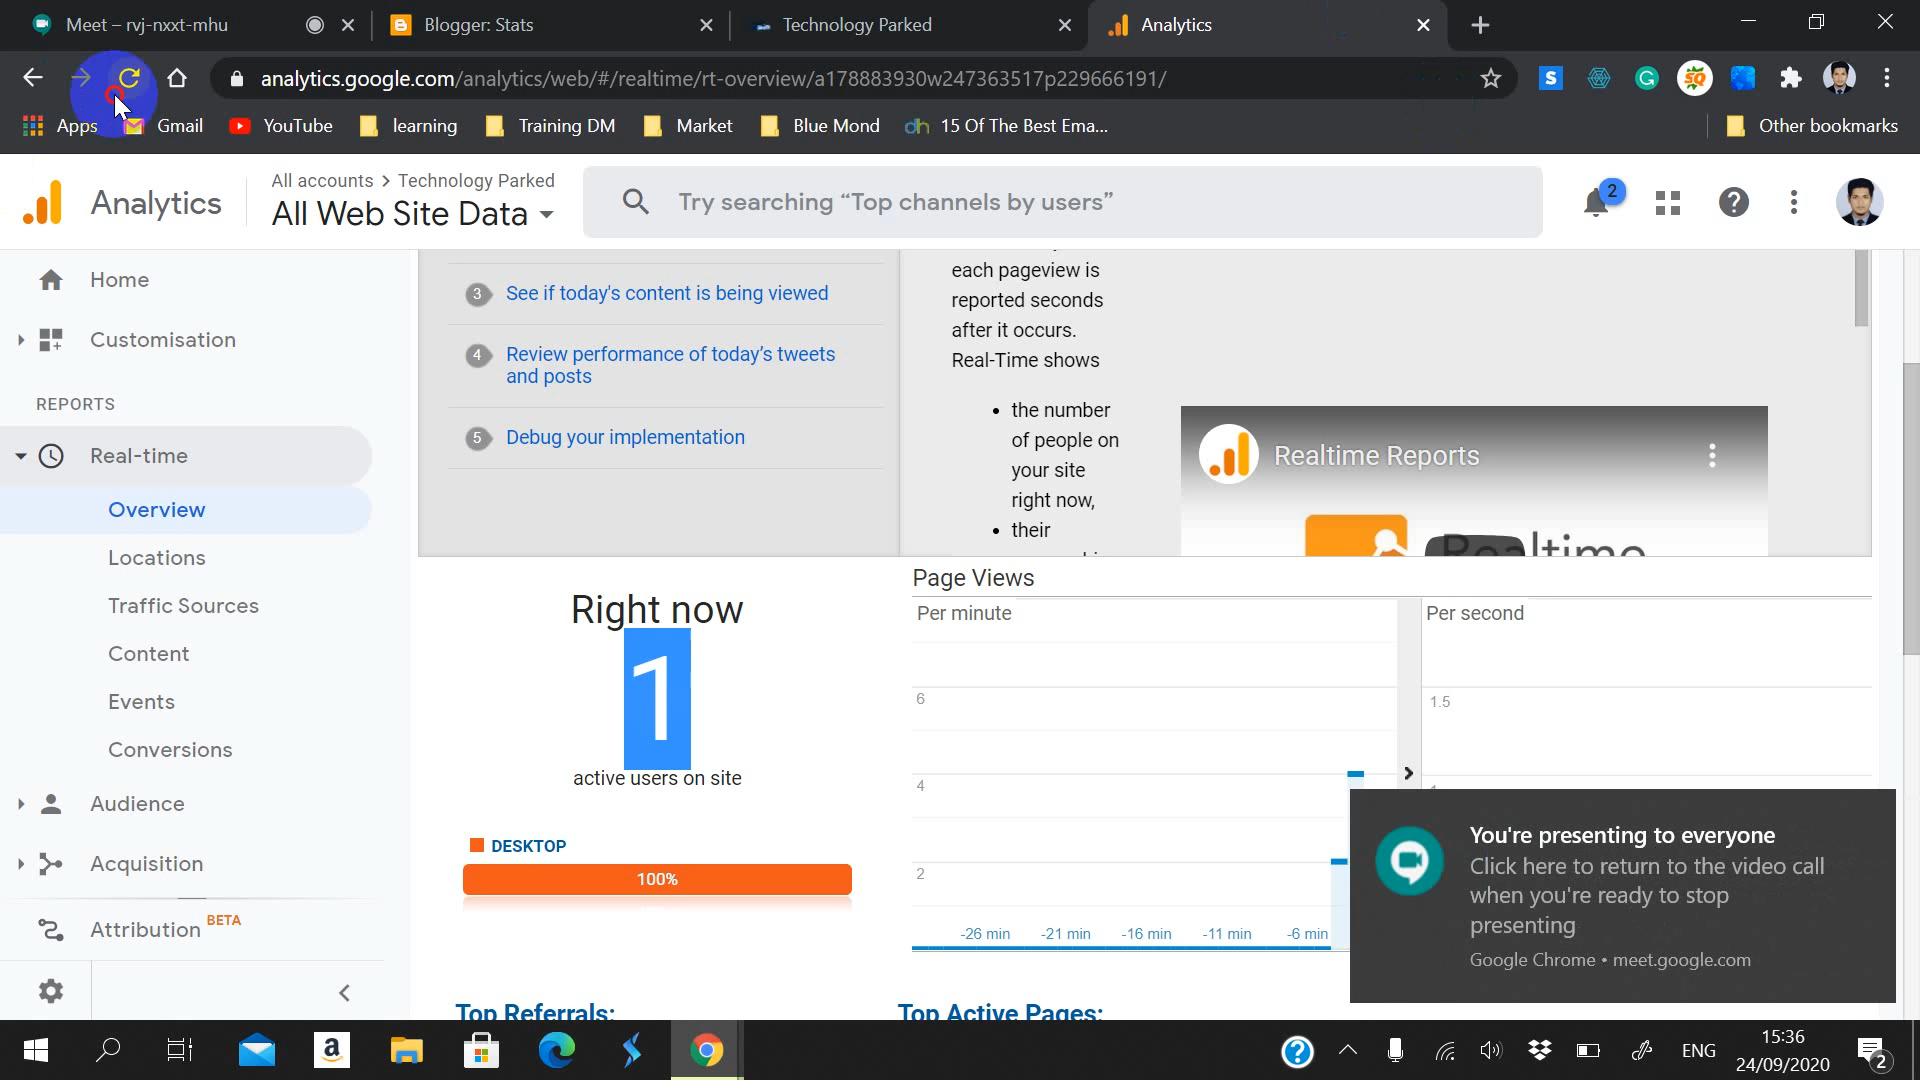 Meet – rvj-nxxt-mhu
Blogger: Stats
Technology Parked
Analytics
analytics.google.com/analytics/web/#/realtime/rt-overview/a178883930w247363517p229666191/
Apps
Gmail
YouTube
learning
Training DM
Market
Blue Mond
dh 15 Of The Best Ema...
Other bookmarks
Analytics
All accounts > Technology Parked
All Web Site Data
Try searching “Top channels by users”
2
Home
Customisation
REPORTS
Real-time
Overview
Locations
Traffic Sources
Content
Events
Conversions
Audience
Acquisition
Attribution BETA
3 See if today's content is being viewed
4 Review performance of today’s tweets
and posts
5 Debug your implementation
each pageview is
reported seconds
after it occurs.
Real-Time shows
• the number
of people on
your site
right now,
• their
Realtime Reports
Realtime
Right now
1
active users on site
DESKTOP
100%
Page Views
Per minute
6
4
2
-26 min
-21 min
-16 min
-11 min
-6 min
Per second
1.5
You're presenting to everyone
Click here to return to the video call
when you're ready to stop
presenting
Google Chrome • meet.google.com
Top Referrals:
Top Active Pages:
ENG
15:36
24/09/2020
2